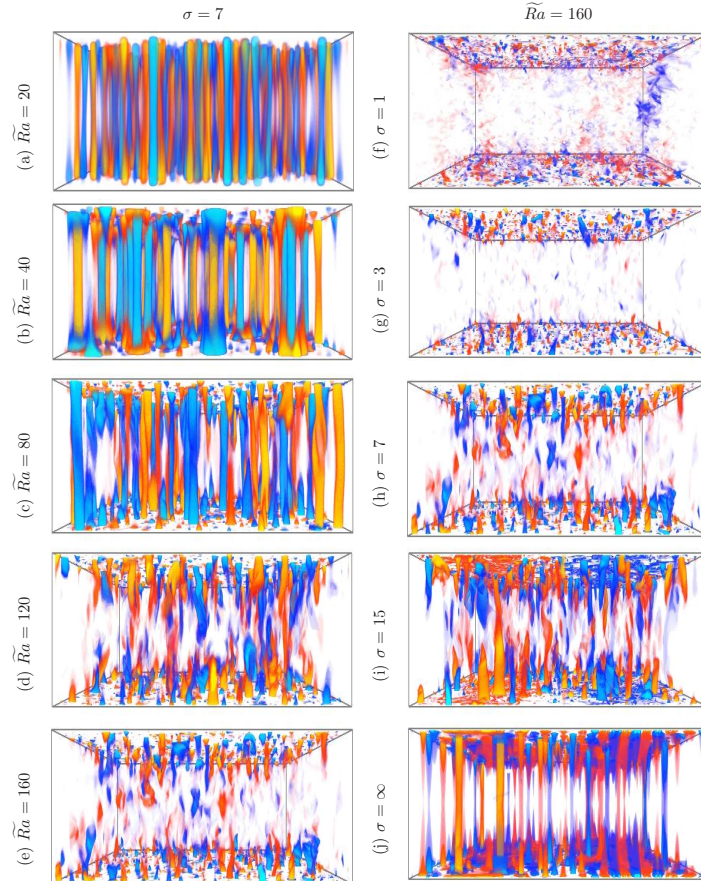 σ = 7
(a) R̃a = 20
(b) R̃a = 40
(c) R̃a = 80
(d) R̃a = 120
(e) R̃a = 160
R̃a = 160
(f) σ = 1
(g) σ = 3
(h) σ = 7
(i) σ = 15
(j) σ = ∞